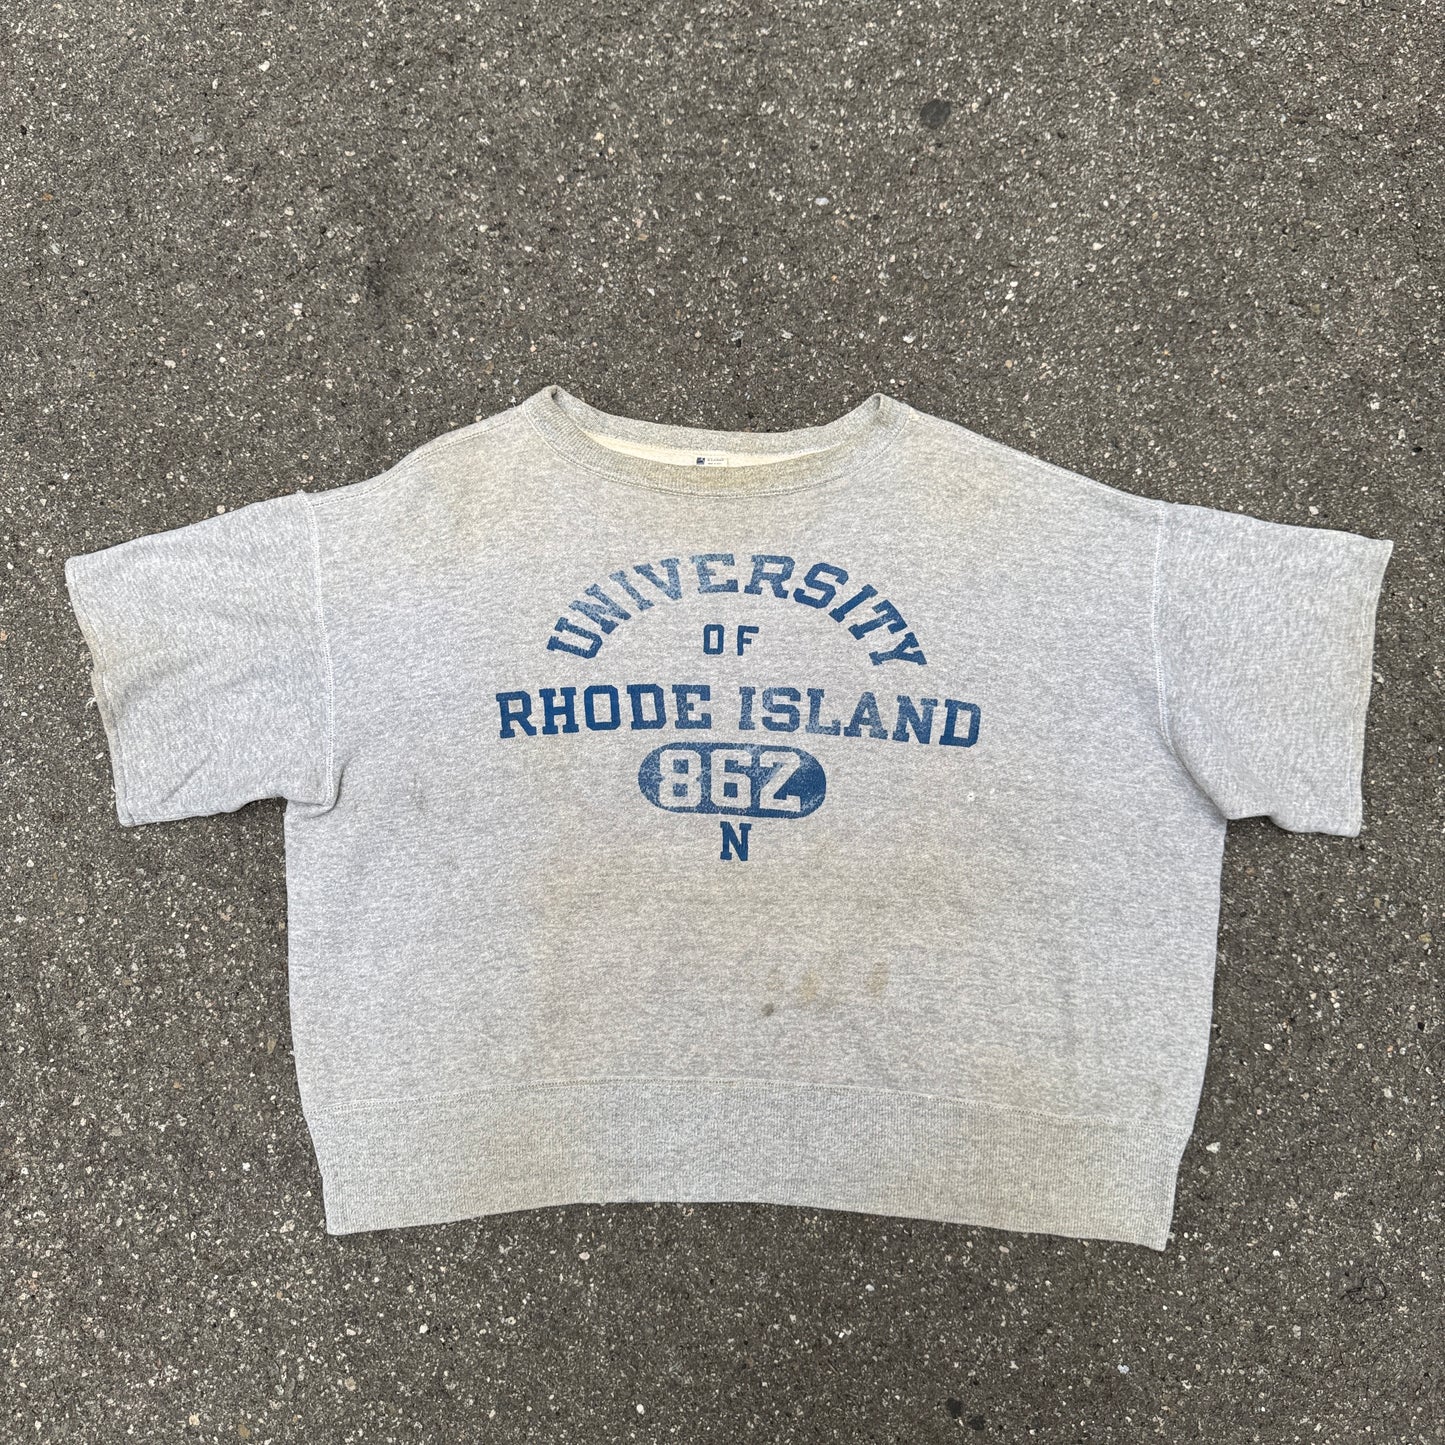 UNIVERSITY
OF
RHODE ISLAND
862
N